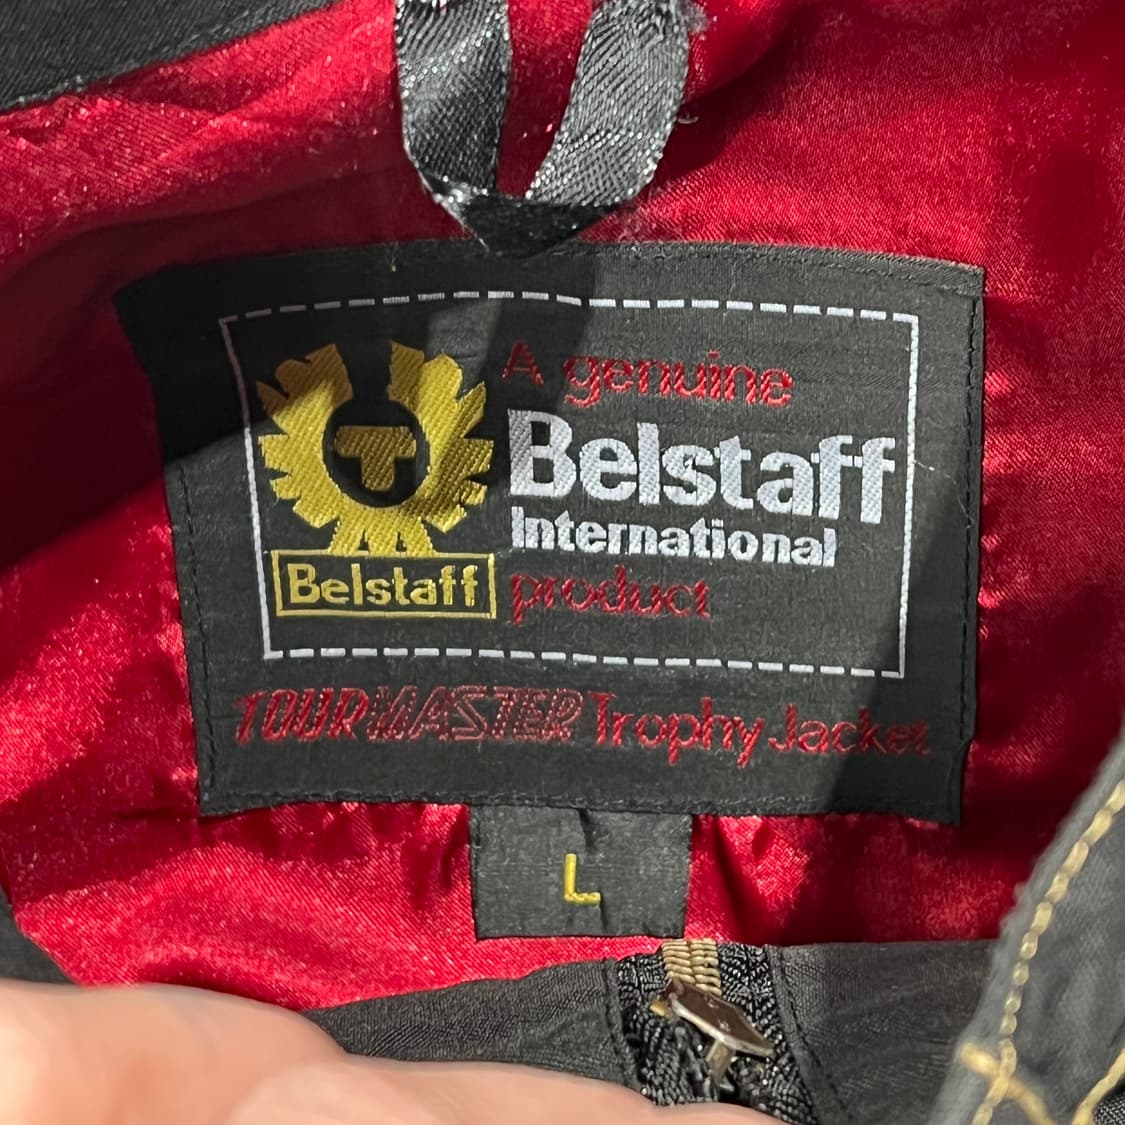 A genuine
Belstaff
International
product
T
Belstaff
TOURMASTER Trophy Jacket
L